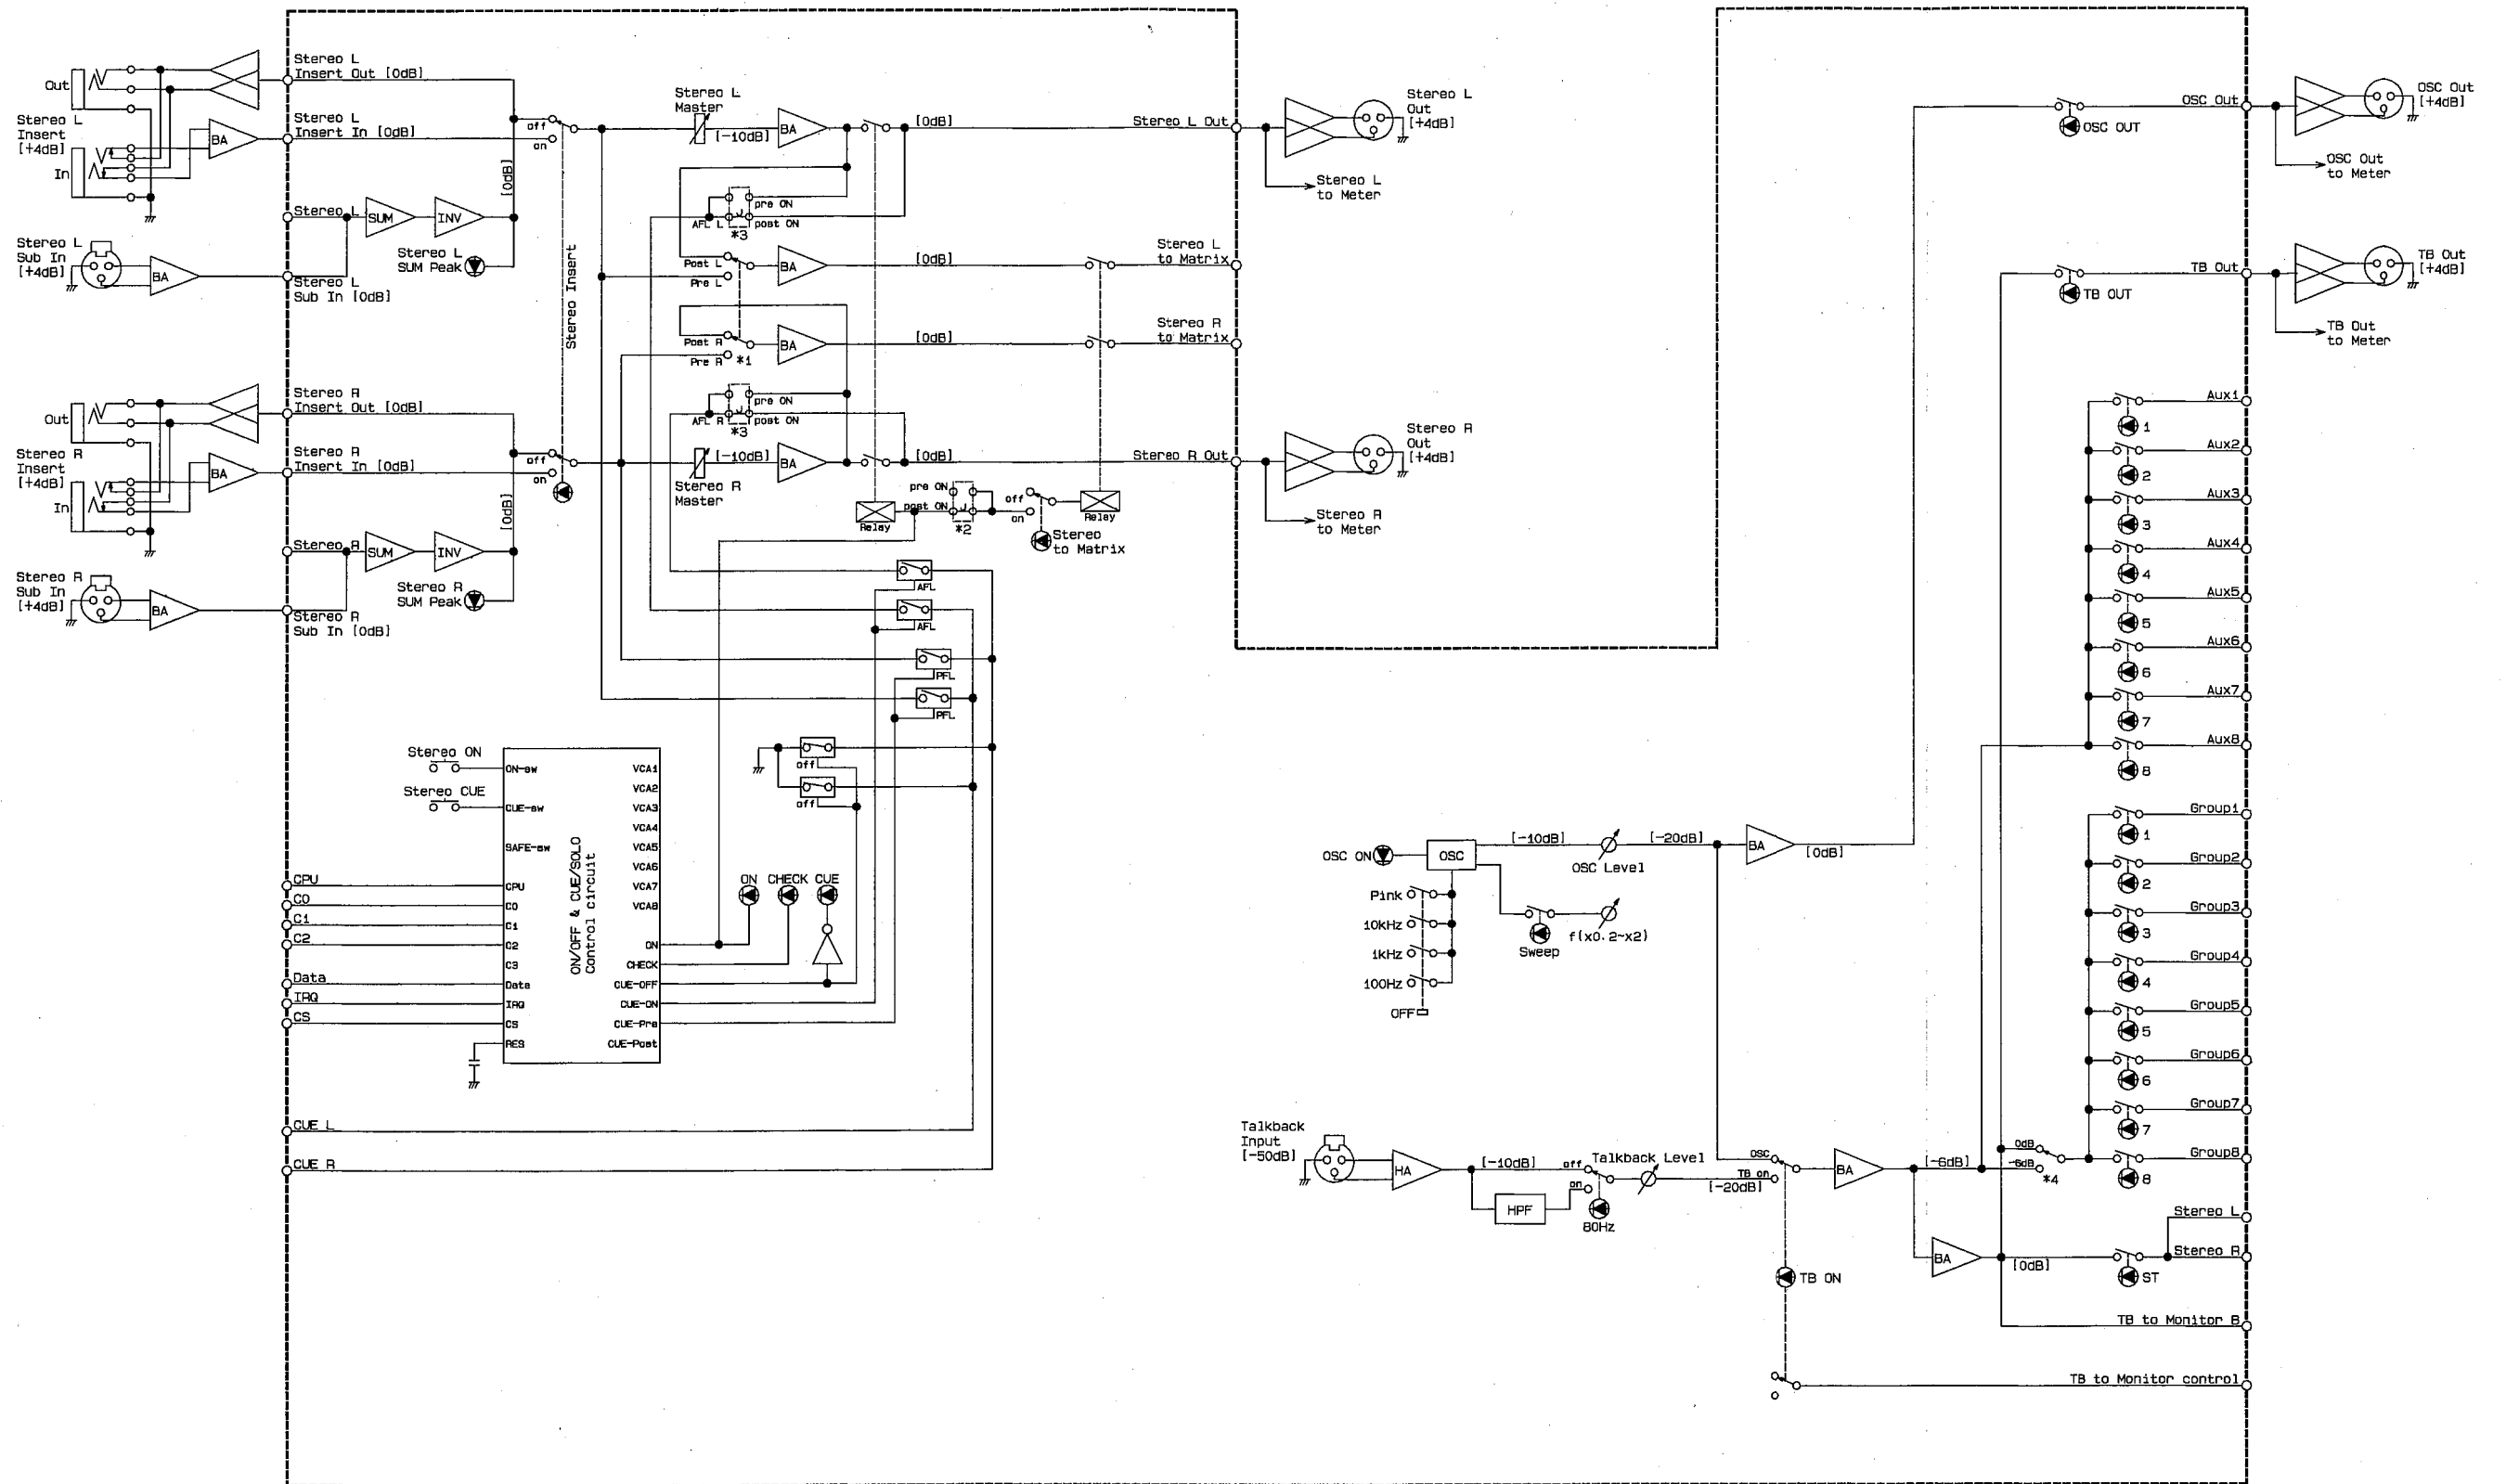 Out
Stereo L
Insert
[+4dB]
In
BA
Stereo L
Insert Out [0dB]
Stereo L
Insert In [0dB]
Stereo L
SUM
INV
[0dB]
Stereo L
Sub In
[+4dB]
BA
Stereo L
Sub In [0dB]
Stereo L
SUM Peak
off
on
Stereo Insert
Stereo L
Master
[-10dB]
BA
[0dB]
Stereo L Out
Stereo L
Out
[+4dB]
Stereo L
to Meter
pre ON
AFL L
post ON
*3
Post L
Pre L
BA
[0dB]
Stereo L
to Matrix
Post R
Pre R
*1
BA
[0dB]
Stereo R
to Matrix
pre ON
AFL R
post ON
*3
Out
Stereo R
Insert
[+4dB]
In
BA
Stereo R
Insert Out [0dB]
Stereo R
Insert In [0dB]
off
on
[-10dB]
Stereo R
Master
BA
[0dB]
Stereo R Out
Stereo R
Out
[+4dB]
Stereo R
to Meter
[0dB]
Stereo R
SUM
INV
Stereo R
Sub In
[+4dB]
BA
Stereo R
Sub In [0dB]
Stereo R
SUM Peak
Relay
pre ON
post ON
*2
off
on
Relay
Stereo
to Matrix
AFL
AFL
PFL
PFL
off
off
Stereo ON
Stereo CUE
ON-sw
CUE-sw
SAFE-sw
CPU
C0
C1
C2
C3
Data
IRQ
CS
RES
ON/OFF & CUE/SOLO
Control circuit
VCA1
VCA2
VCA3
VCA4
VCA5
VCA6
VCA7
VCA8
ON
CHECK
CUE-OFF
CUE-ON
CUE-Pre
CUE-Post
ON
CHECK
CUE
CPU
C0
C1
C2
Data
IRQ
CS
CUE L
CUE R
OSC ON
OSC
[-10dB]
OSC Level
[-20dB]
BA
[0dB]
Pink
10kHz
1kHz
100Hz
OFF
Sweep
f(x0.2~x2)
Talkback
Input
[-50dB]
HA
[-10dB]
HPF
off
on
80Hz
Talkback Level
[-20dB]
OSC
TB on
BA
[-6dB]
TB ON
BA
[0dB]
0dB
-6dB
*4
OSC OUT
OSC Out
OSC Out
[+4dB]
OSC Out
to Meter
TB OUT
TB Out
TB Out
[+4dB]
TB Out
to Meter
Aux1
1
Aux2
2
Aux3
3
Aux4
4
Aux5
5
Aux6
6
Aux7
7
Aux8
8
Group1
1
Group2
2
Group3
3
Group4
4
Group5
5
Group6
6
Group7
7
Group8
8
Stereo L
Stereo R
ST
TB to Monitor B
TB to Monitor control